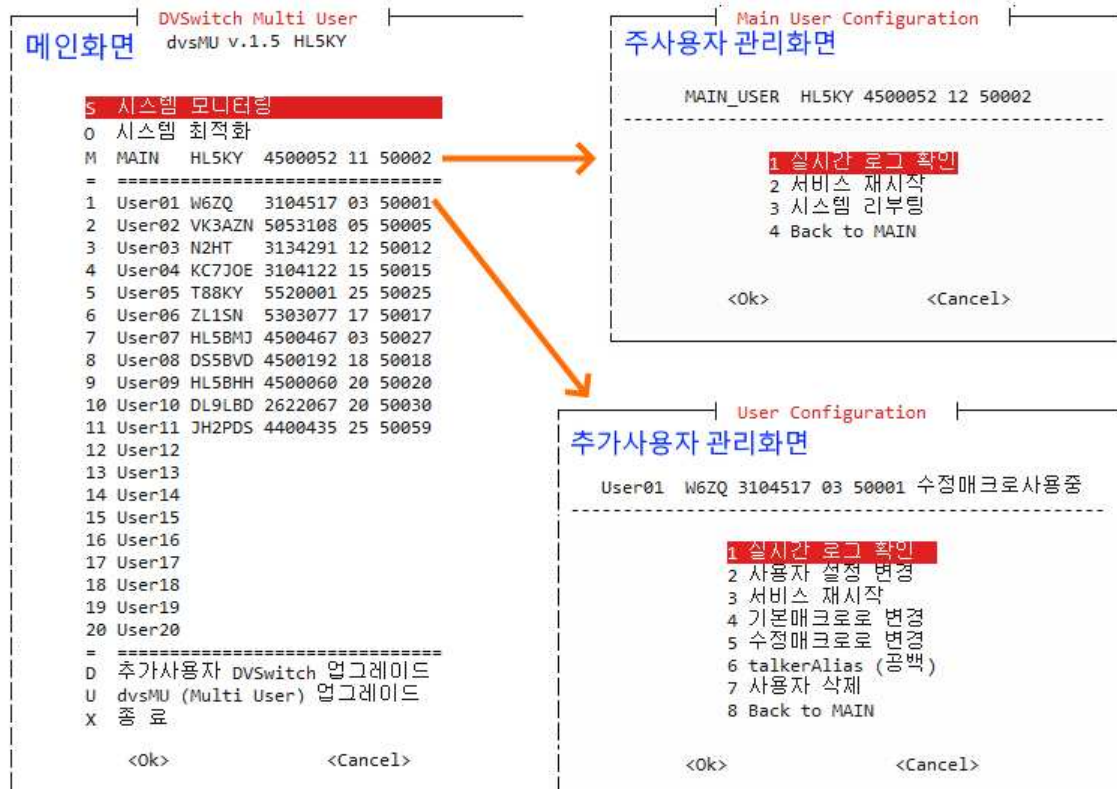 DVSwitch Multi User
메인화면 dvsMU v.1.5 HL5KY
S 시스템 모니터링
O 시스템 최적화
M MAIN HL5KY 4500052 11 50002
= ===============================
1 User01 W6ZQ 3104517 03 50001
2 User02 VK3AZN 5053108 05 50005
3 User03 N2HT 3134291 12 50012
4 User04 KC7JOE 3104122 15 50015
5 User05 T88KY 5520001 25 50025
6 User06 ZL1SN 5303077 17 50017
7 User07 HL5BMJ 4500467 03 50027
8 User08 DS5BVD 4500192 18 50018
9 User09 HL5BHH 4500060 20 50020
10 User10 DL9LBD 2622067 20 50030
11 User11 JH2PDS 4400435 25 50059
12 User12
13 User13
14 User14
15 User15
16 User16
17 User17
18 User18
19 User19
20 User20
= ===============================
D 추가사용자 DVSwitch 업그레이드
U dvsMU (Multi User) 업그레이드
X 종 료
<Ok> <Cancel>
Main User Configuration
주사용자 관리화면
MAIN_USER HL5KY 4500052 12 50002
1 실시간 로그 확인
2 서비스 재시작
3 시스템 리부팅
4 Back to MAIN
<Ok> <Cancel>
User Configuration
추가사용자 관리화면
User01 W6ZQ 3104517 03 50001 수정매크로사용중
1 실시간 로그 확인
2 사용자 설정 변경
3 서비스 재시작
4 기본매크로로 변경
5 수정매크로로 변경
6 talkerAlias (공백)
7 사용자 삭제
8 Back to MAIN
<Ok> <Cancel>